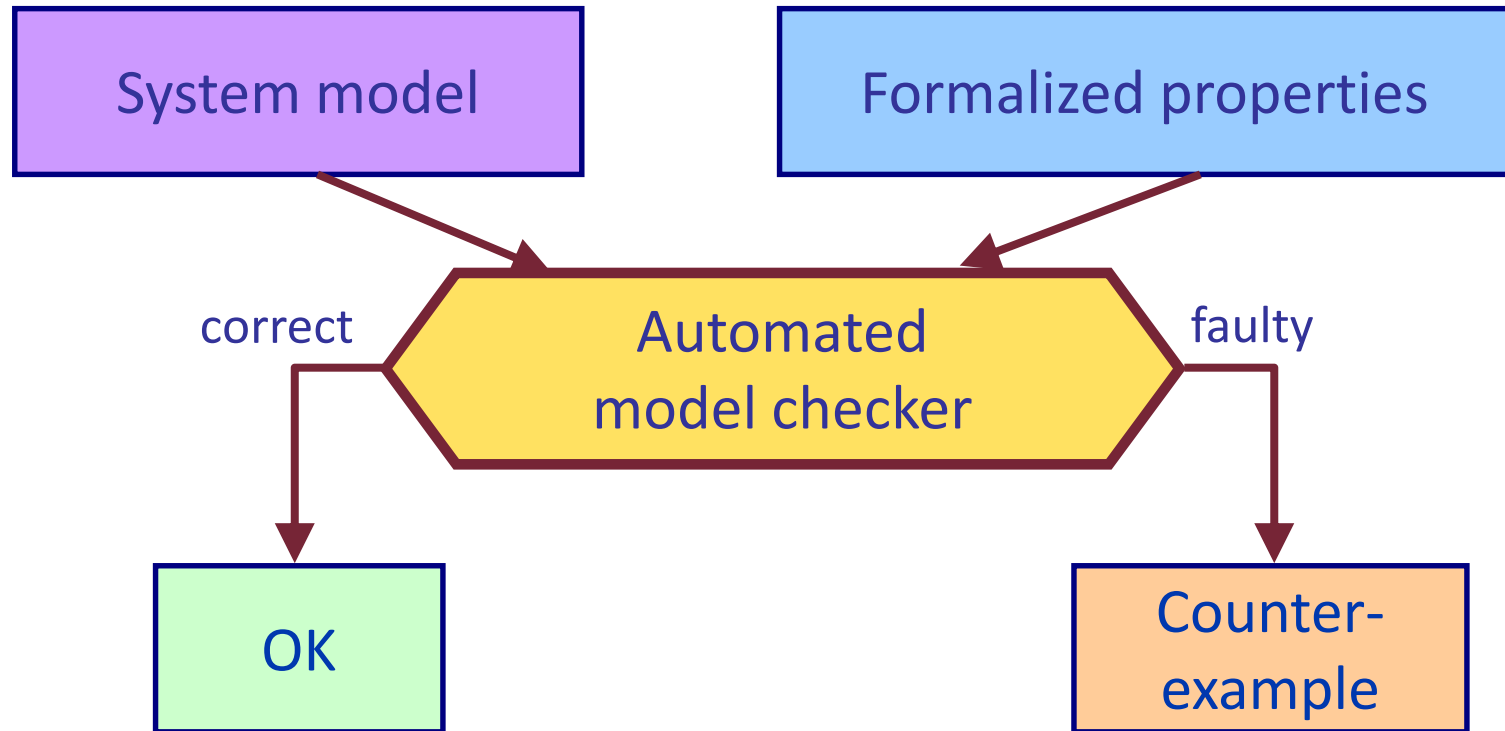 System model
Formalized properties
correct
Automated
model checker
faulty
OK
Counter-
example